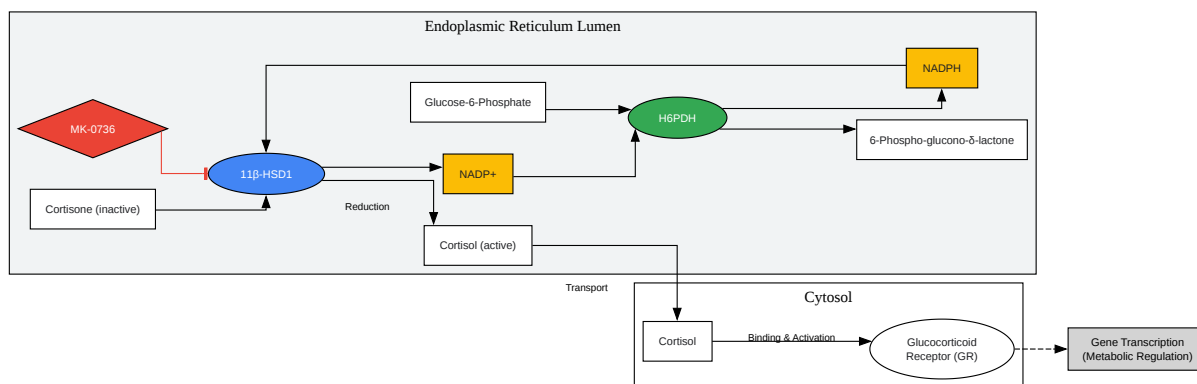 Endoplasmic Reticulum Lumen
NADPH
Glucose-6-Phosphate
H6PDH
MK-0736
6-Phospho-glucono-δ-lactone
11β-HSD1
NADP+
Cortisone (inactive)
Reduction
Cortisol (active)
Transport
Cytosol
Cortisol
Binding & Activation
Glucocorticoid
Receptor (GR)
Gene Transcription
(Metabolic Regulation)